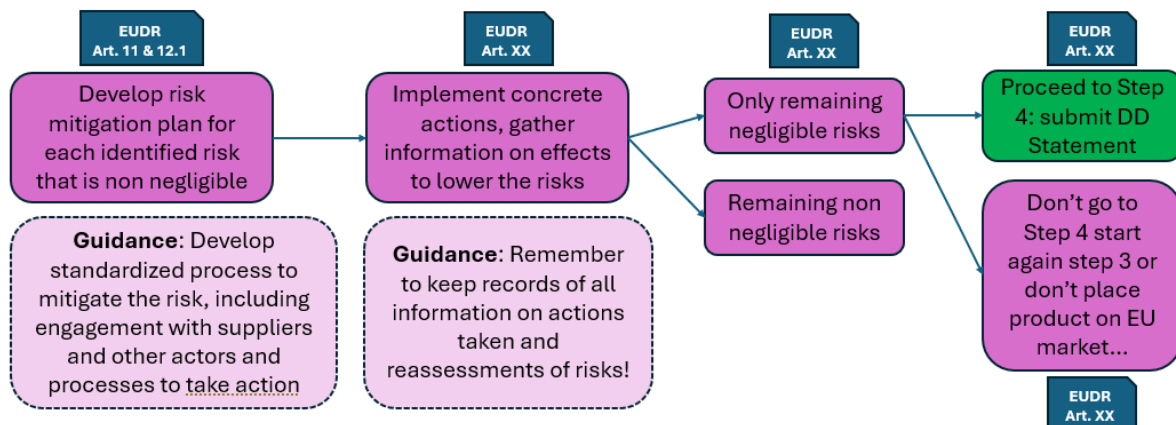 EUDR
Art. 11 & 12.1
Develop risk
mitigation plan for
each identified risk
that is non negligible
Guidance: Develop
standardized process to
mitigate the risk, including
engagement with suppliers
and other actors and
processes to take action
EUDR
Art. XX
Implement concrete
actions, gather
information on effects
to lower the risks
Guidance: Remember
to keep records of all
information on actions
taken and
reassessments of risks!
EUDR
Art. XX
Only remaining
negligible risks
Remaining non
negligible risks
EUDR
Art. XX
Proceed to Step
4: submit DD
Statement
Don’t go to
Step 4 start
again step 3 or
don’t place
product on EU
market...
EUDR
Art. XX